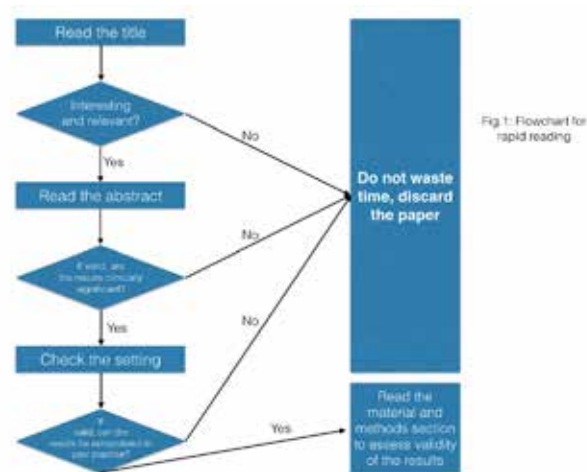 Read the title
Interesting
and relevant?
No
Yes
Read the abstract
If valid, are
the results clinically
significant?
No
Yes
Check the setting
No
If
valid, can the
results be
your practice?
Yes
Do not waste
time, discard
the paper
Read the
material and
methods section
to assess validity
of the results
Fig.1: Flowchart for
rapid reading